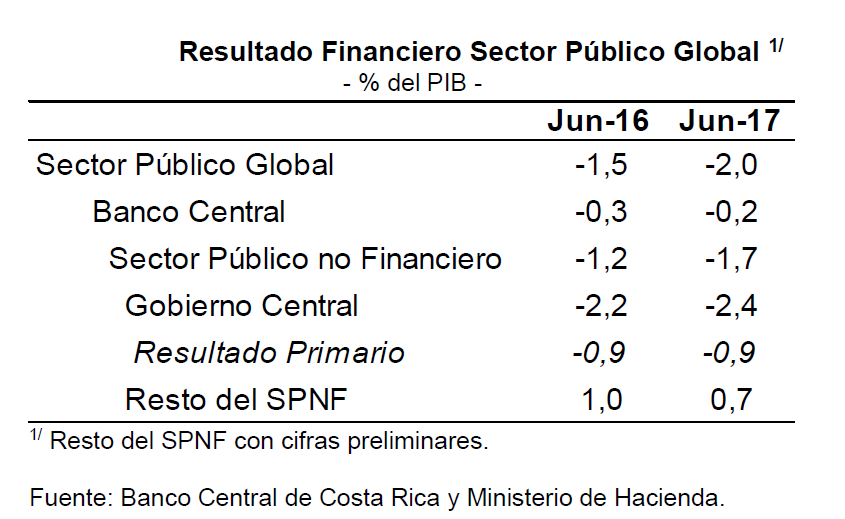 Resultado Financiero Sector Público Global 1/
- % del PIB -
Jun-16 Jun-17
Sector Público Global -1,5 -2,0
Banco Central -0,3 -0,2
Sector Público no Financiero -1,2 -1,7
Gobierno Central -2,2 -2,4
Resultado Primario -0,9 -0,9
Resto del SPNF 1,0 0,7
1/ Resto del SPNF con cifras preliminares.
Fuente: Banco Central de Costa Rica y Ministerio de Hacienda.